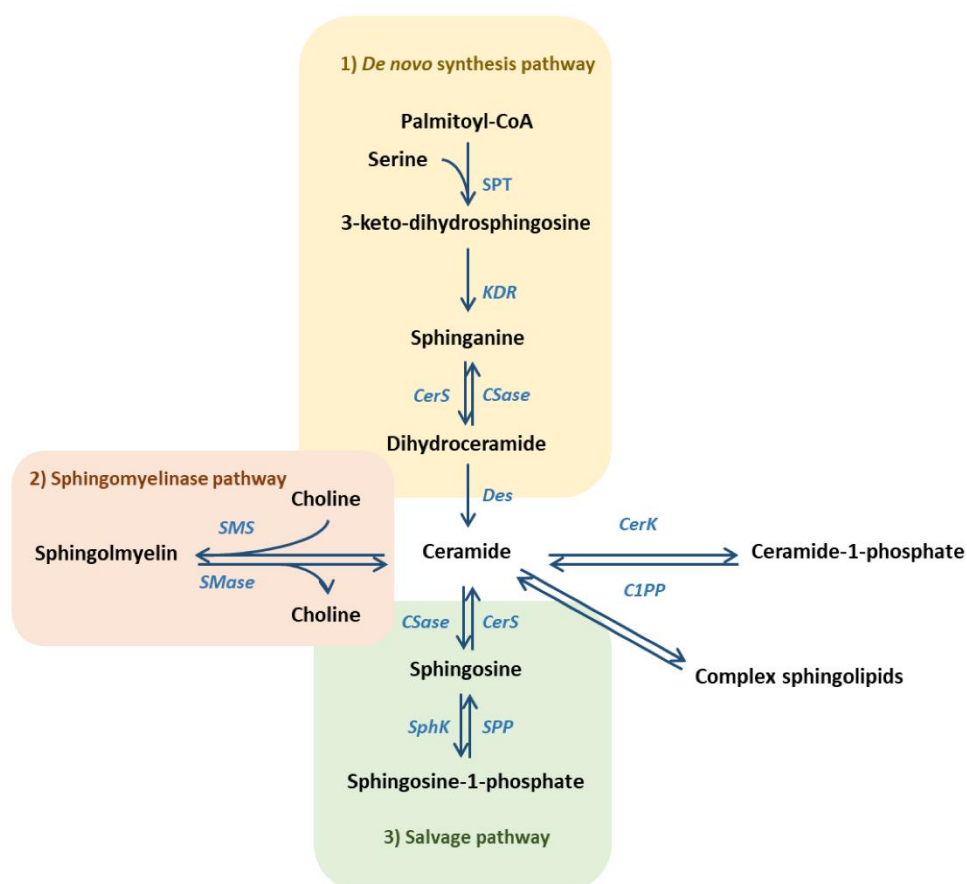 1) De novo synthesis pathway
Palmitoyl-CoA
Serine
SPT
3-keto-dihydrosphingosine
KDR
Sphinganine
CerS
CSase
Dihydroceramide
Des
2) Sphingomyelinase pathway
Choline
SMS
Sphingolmyelin
SMase
Choline
Ceramide
CerK
Ceramide-1-phosphate
C1PP
Complex sphingolipids
CSase
CerS
Sphingosine
SphK
SPP
Sphingosine-1-phosphate
3) Salvage pathway